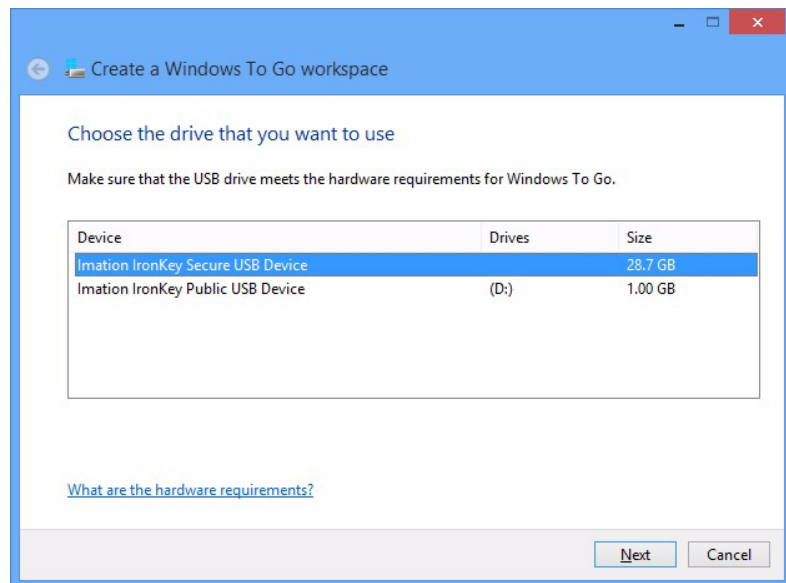 Create a Windows To Go workspace
Choose the drive that you want to use
Make sure that the USB drive meets the hardware requirements for Windows To Go.
Device Drives Size
Imation IronKey Secure USB Device 28.7 GB
Imation IronKey Public USB Device (D:) 1.00 GB
What are the hardware requirements?
Next Cancel